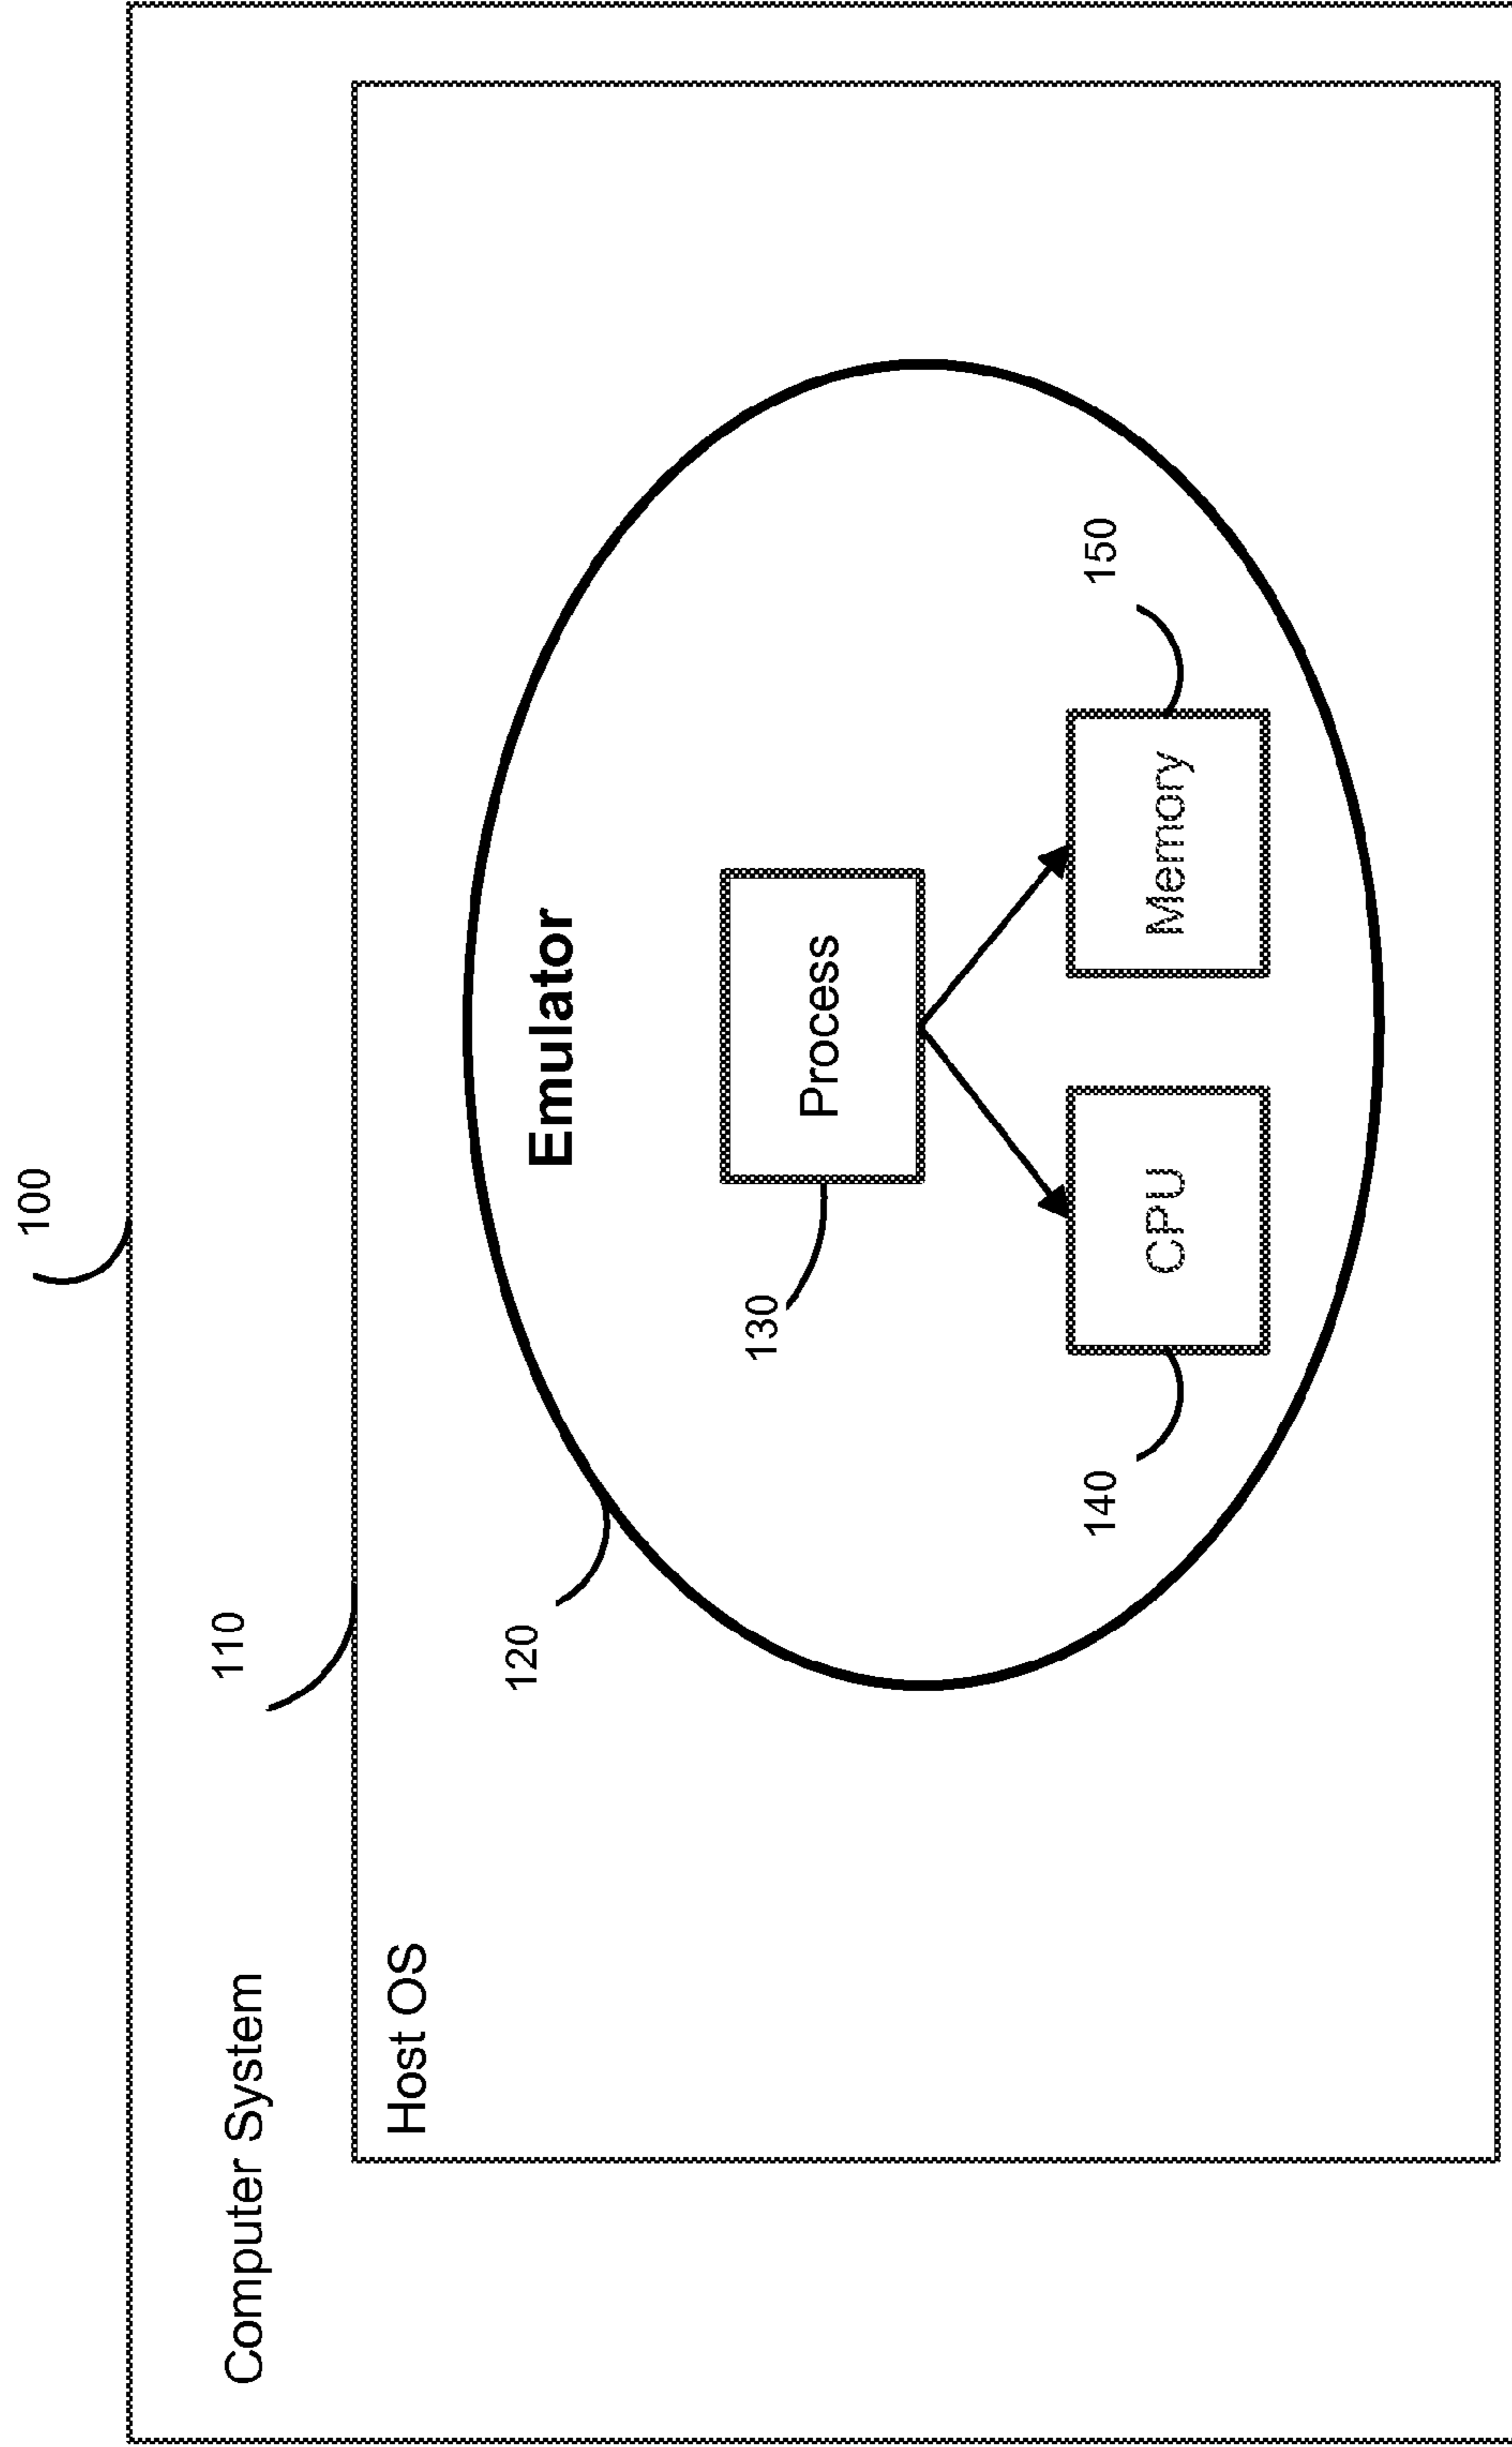 100
Computer System
110
Host OS
120
Emulator
130
Process
140
CPU
150
Memory